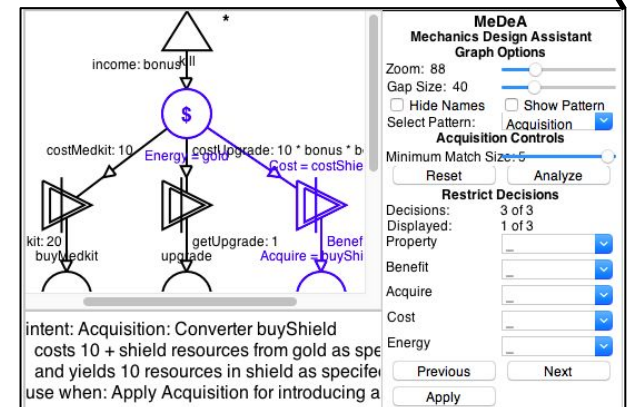 *
income: bonus
kill
$
costMedkit: 10
costUpgrade: 10 * bonus * b
Energy = gold
Cost = costShie
kit: 20
getUpgrade: 1
Benef
buyMedkit
upgrade
Acquire = buyShi
intent: Acquisition: Converter buyShield
costs 10 + shield resources from gold as spe
and yields 10 resources in shield as specifed
use when: Apply Acquisition for introducing a
MeDeA
Mechanics Design Assistant
Graph Options
Zoom: 88
Gap Size: 40
Hide Names Show Pattern
Select Pattern: Acquisition
Acquisition Controls
Minimum Match Size: 5
Reset Analyze
Restrict Decisions
Decisions: 3 of 3
Displayed: 1 of 3
Property _
Benefit _
Acquire _
Cost _
Energy _
Previous Next
Apply